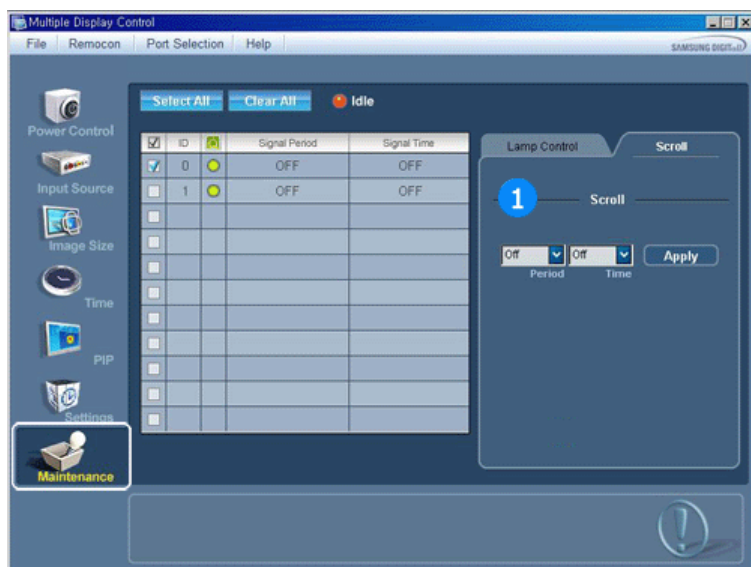 Multiple Display Control
File Remocon Port Selection Help
SAMSUNG DIGITall
Select All Clear All Idle
Power Control
Input Source
Image Size
Time
PIP
Settings
Maintenance
ID Signal Period Signal Time
0 OFF OFF
1 OFF OFF
Lamp Control Scroll
1 Scroll
Off Off Apply
Period Time